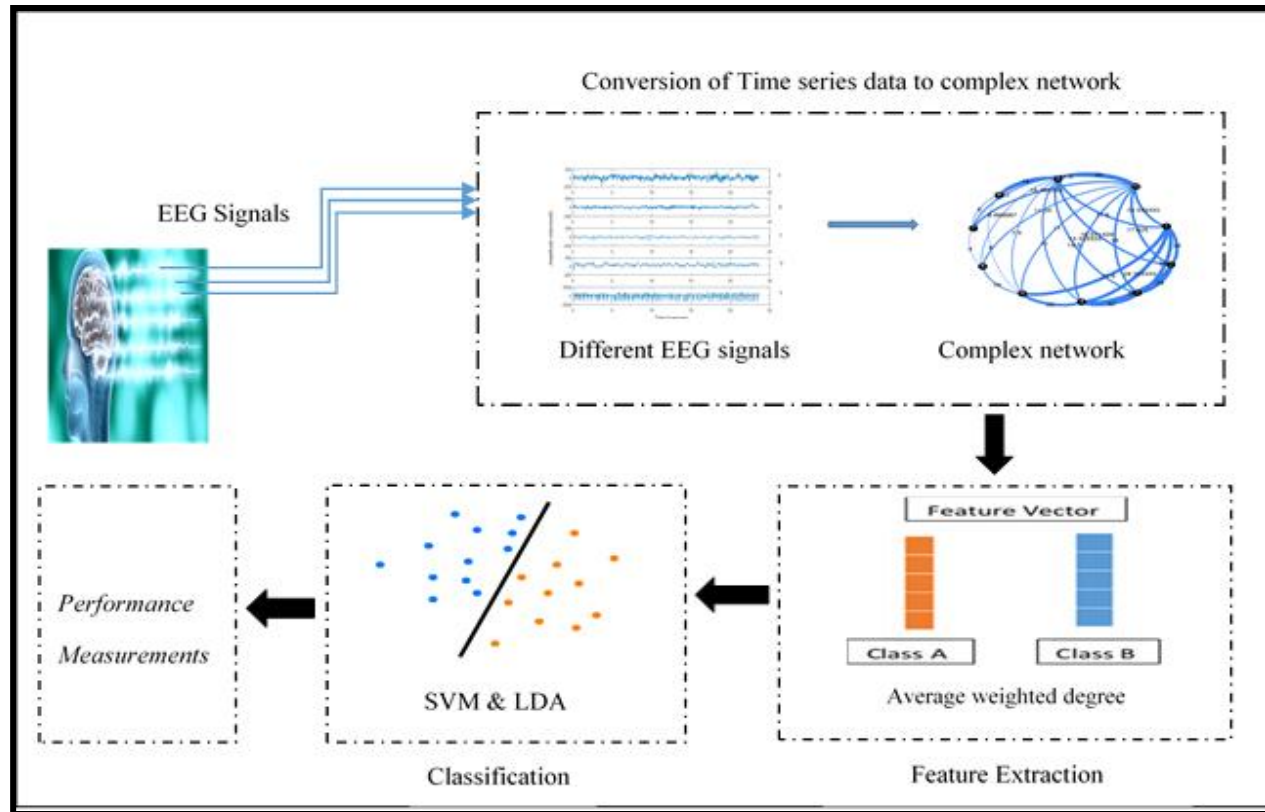 Conversion of Time series data to complex network
EEG Signals
Different EEG signals
Complex network
Feature Vector
Class A
Class B
Average weighted degree
Feature Extraction
SVM & LDA
Classification
Performance
Measurements